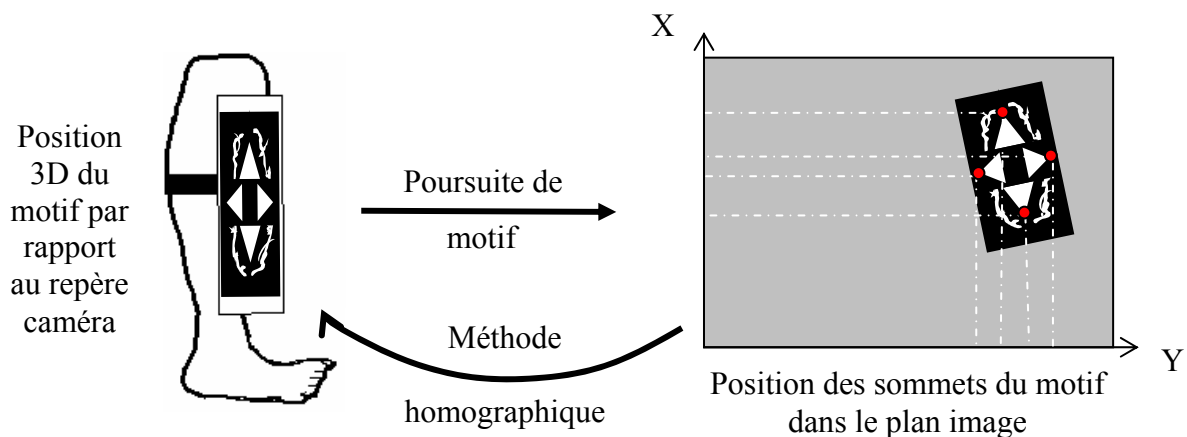 Position
3D du
motif par
rapport
au repère
caméra
Poursuite de
motif
Méthode
homographique
X
Y
Position des sommets du motif
dans le plan image